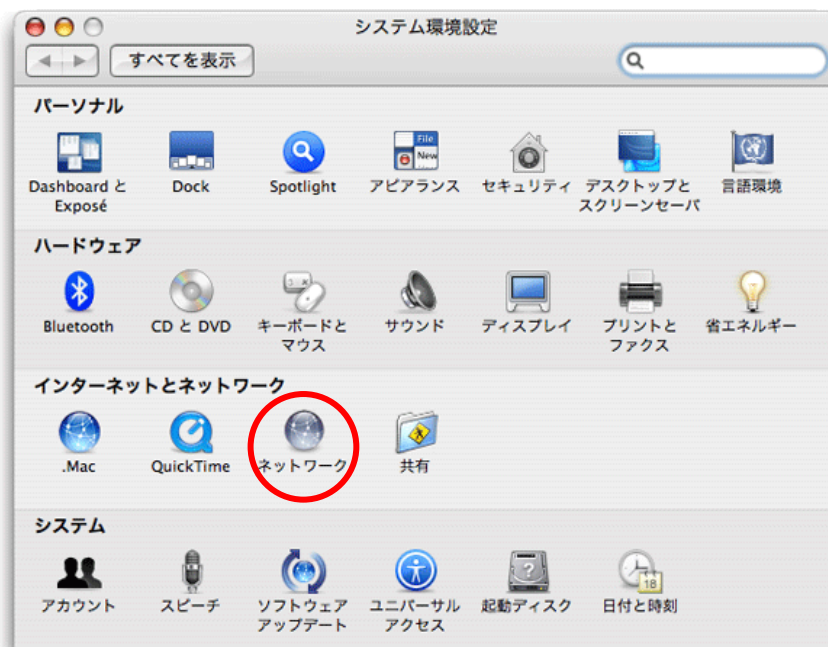 システム環境設定
すべてを表示
パーソナル
Dashboard と
Exposé
Dock
Spotlight
File
New
アピアランス
セキュリティ
デスクトップと
スクリーンセーバ
言語環境
ハードウェア
Bluetooth
CD と DVD
キーボードと
マウス
サウンド
ディスプレイ
プリントと
ファクス
省エネルギー
インターネットとネットワーク
.Mac
QuickTime
ネットワーク
共有
システム
アカウント
スピーチ
ソフトウェア
アップデート
ユニバーサル
アクセス
?
起動ディスク
18
日付と時刻